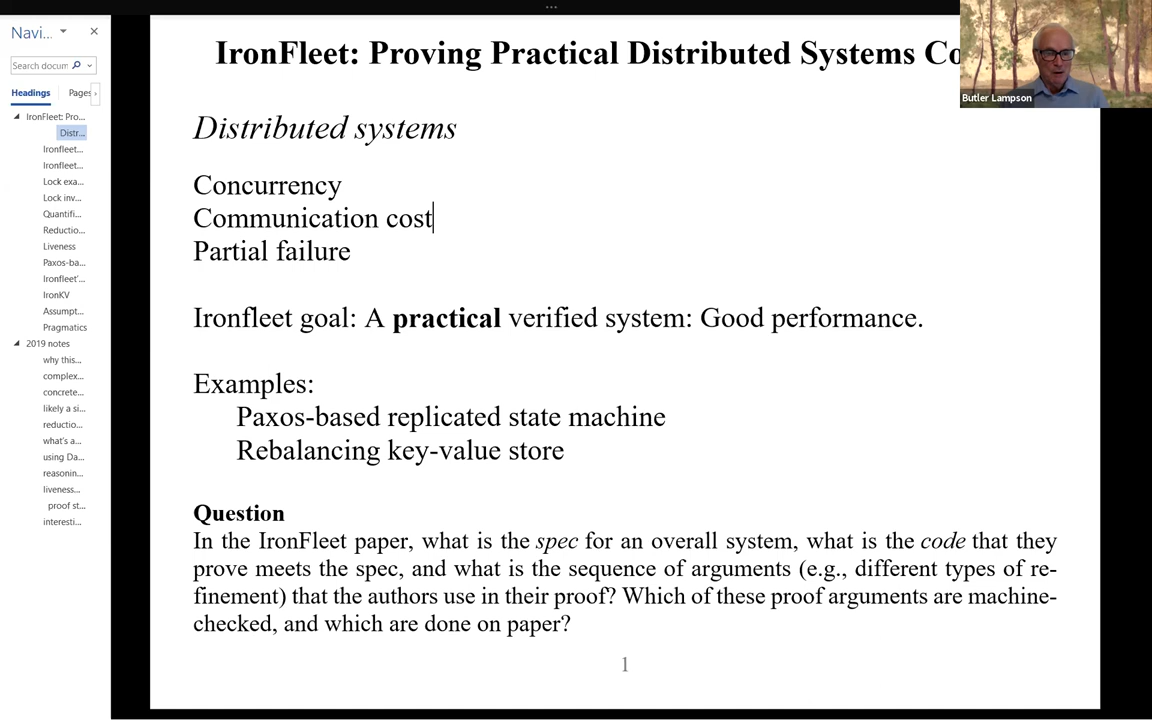 Navi...
Search docum
Headings
Pages
IronFleet: Pro...
Distr...
Ironfleet...
Ironfleet...
Lock exa...
Lock inv...
Quantifi...
Reductio...
Liveness
Paxos-ba...
Ironfleet'...
IronKV
Assumpt...
Pragmatics
2019 notes
why this...
complex...
concrete...
likely a si...
reductio...
what's a...
using Da...
reasonin...
liveness...
proof st...
interesti...
IronFleet: Proving Practical Distributed Systems Co
Butler Lampson
Distributed systems
Concurrency
Communication cost
Partial failure
Ironfleet goal: A practical verified system: Good performance.
Examples:
Paxos-based replicated state machine
Rebalancing key-value store
Question
In the IronFleet paper, what is the spec for an overall system, what is the code that they
prove meets the spec, and what is the sequence of arguments (e.g., different types of re-
finement) that the authors use in their proof? Which of these proof arguments are machine-
checked, and which are done on paper?
1